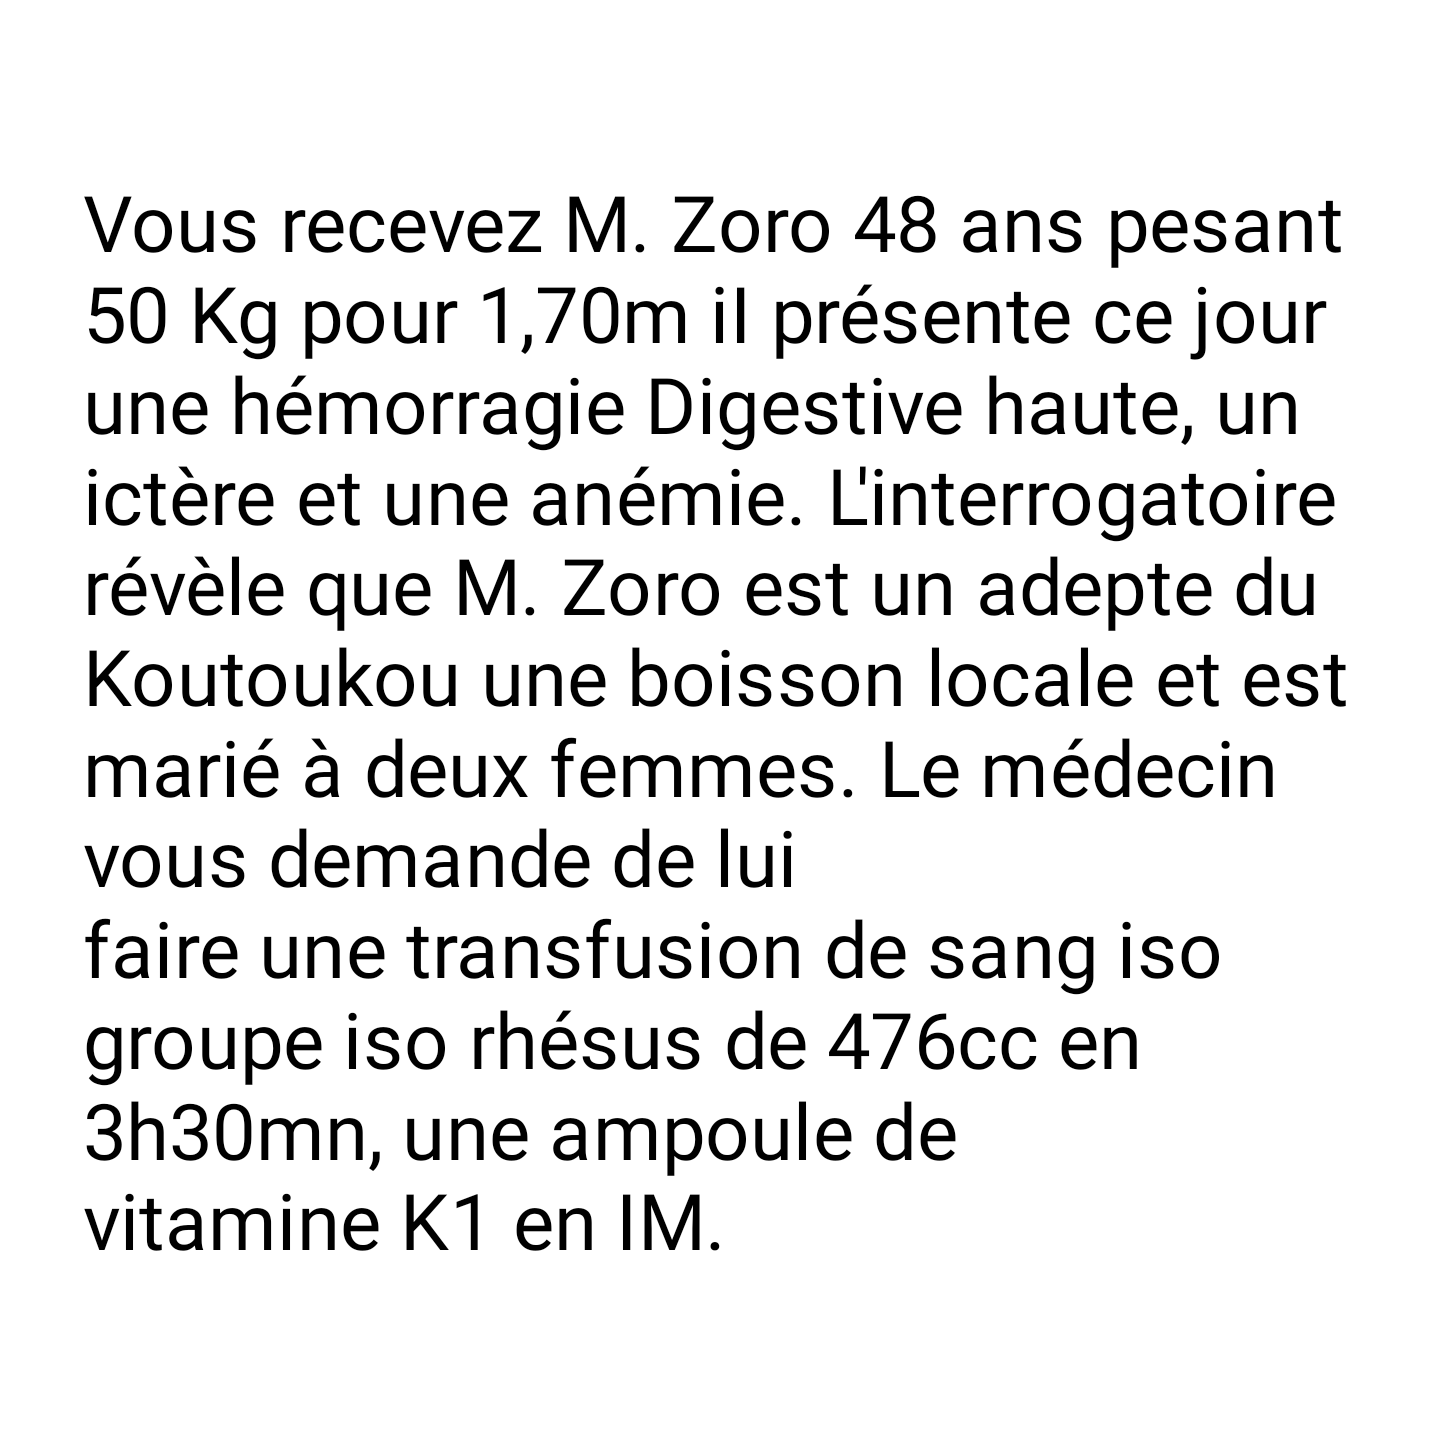 Vous recevez M. Zoro 48 ans pesant
50 Kg pour 1,70m il présente ce jour
une hémorragie Digestive haute, un
ictère et une anémie. L'interrogatoire
révèle que M. Zoro est un adepte du
Koutoukou une boisson locale et est
marié à deux femmes. Le médecin
vous demande de lui
faire une transfusion de sang iso
groupe iso rhésus de 476cc en
3h30mn, une ampoule de
vitamine K1 en IM.